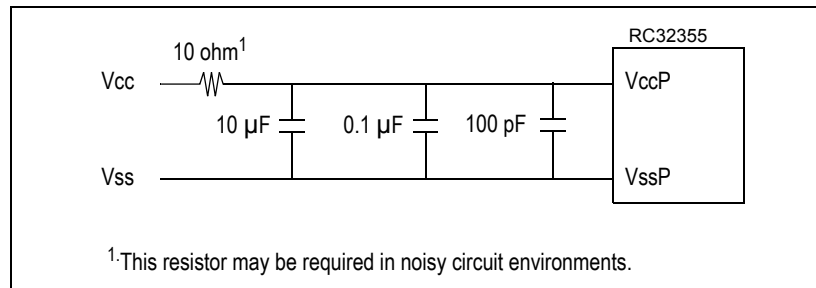 RC32355
10 ohm1
Vcc
VccP
10 µF
0.1 µF
100 pF
Vss
VssP
1.This resistor may be required in noisy circuit environments.